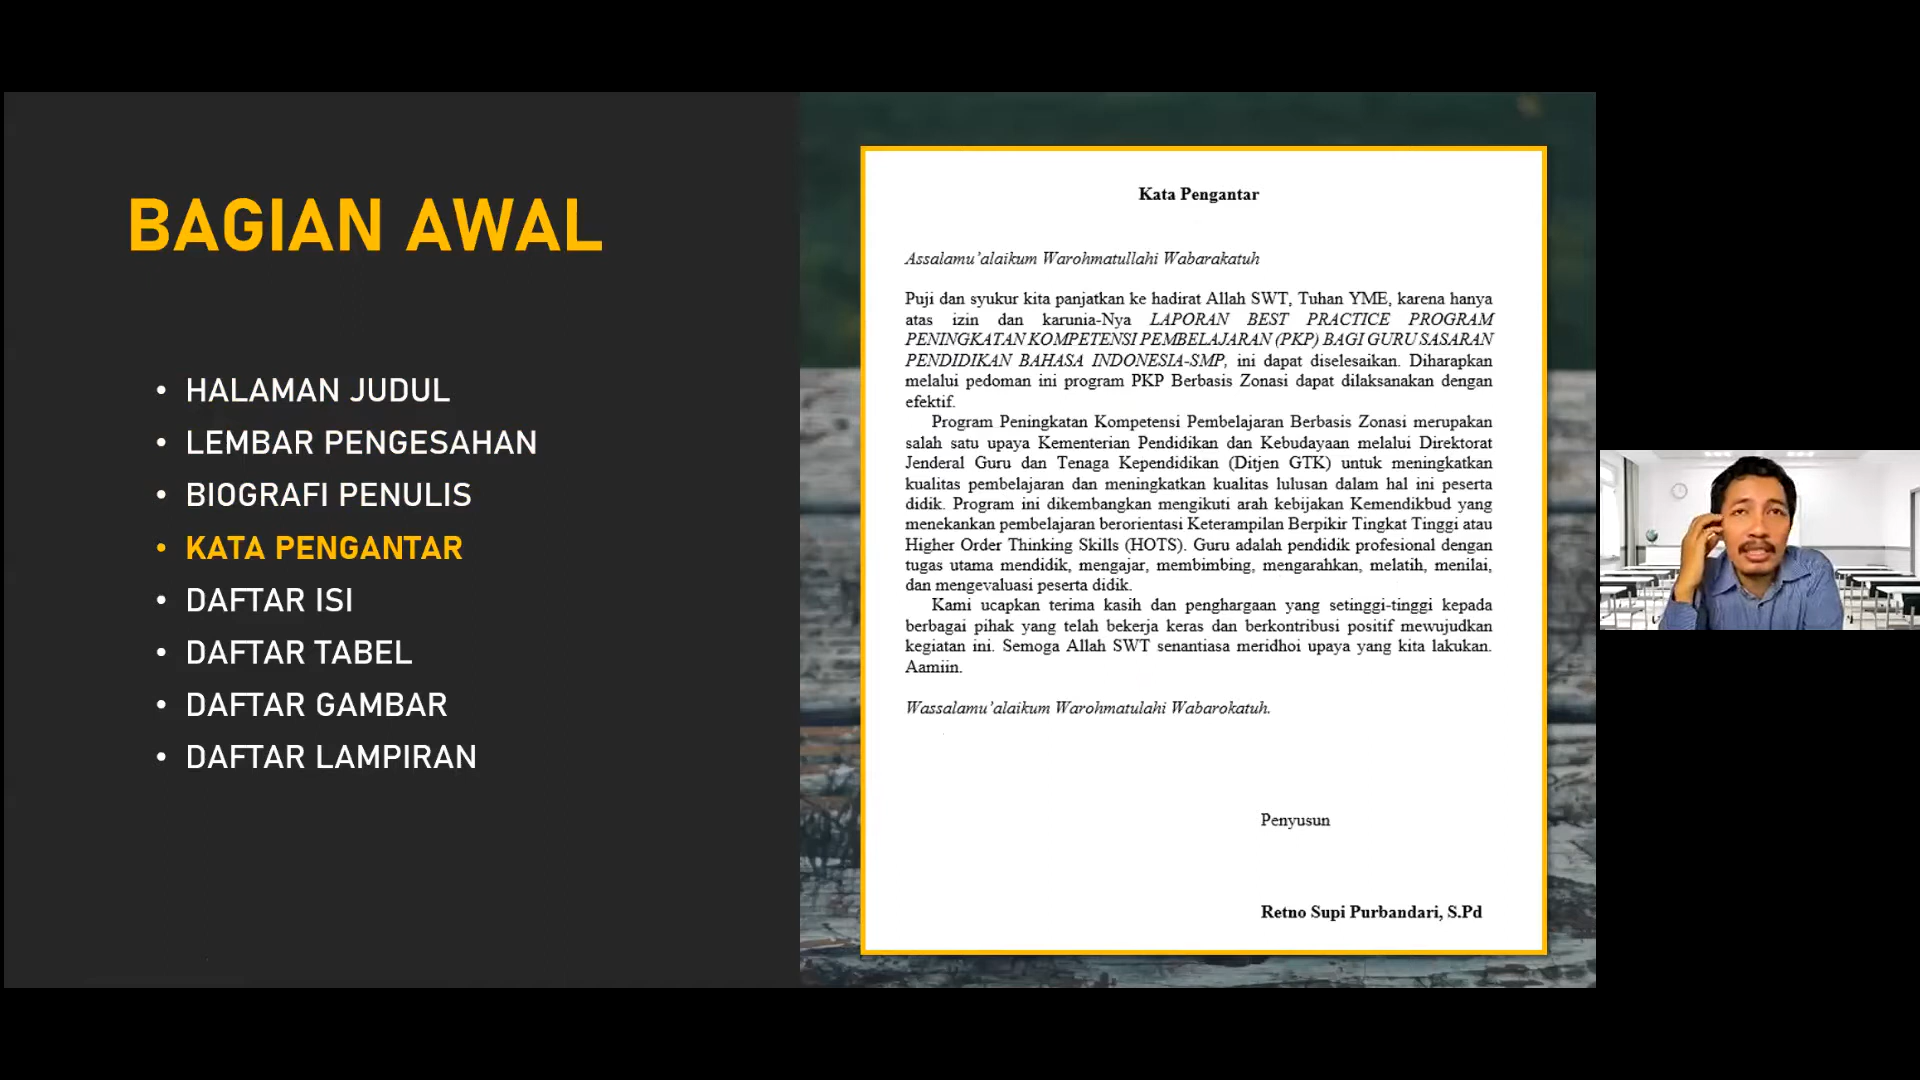 BAGIAN AWAL
• HALAMAN JUDUL
• LEMBAR PENGESAHAN
• BIOGRAFI PENULIS
• KATA PENGANTAR
• DAFTAR ISI
• DAFTAR TABEL
• DAFTAR GAMBAR
• DAFTAR LAMPIRAN
Kata Pengantar
Assalamu’alaikum Warohmatullahi Wabarakatuh
Puji dan syukur kita panjatkan ke hadirat Allah SWT, Tuhan YME, karena hanya
atas izin dan karunia-Nya LAPORAN BEST PRACTICE PROGRAM
PENINGKATAN KOMPETENSI PEMBELAJARAN (PKP) BAGI GURU SASARAN
PENDIDIKAN BAHASA INDONESIA-SMP, ini dapat diselesaikan. Diharapkan
melalui pedoman ini program PKP Berbasis Zonasi dapat dilaksanakan dengan
efektif.
Program Peningkatan Kompetensi Pembelajaran Berbasis Zonasi merupakan
salah satu upaya Kementerian Pendidikan dan Kebudayaan melalui Direktorat
Jenderal Guru dan Tenaga Kependidikan (Ditjen GTK) untuk meningkatkan
kualitas pembelajaran dan meningkatkan kualitas lulusan dalam hal ini peserta
didik. Program ini dikembangkan mengikuti arah kebijakan Kemendikbud yang
menekankan pembelajaran berorientasi Keterampilan Berpikir Tingkat Tinggi atau
Higher Order Thinking Skills (HOTS). Guru adalah pendidik profesional dengan
tugas utama mendidik, mengajar, membimbing, mengarahkan, melatih, menilai,
dan mengevaluasi peserta didik.
Kami ucapkan terima kasih dan penghargaan yang setinggi-tinggi kepada
berbagai pihak yang telah bekerja keras dan berkontribusi positif mewujudkan
kegiatan ini. Semoga Allah SWT senantiasa meridhoi upaya yang kita lakukan.
Aamiin.
Wassalamu’alaikum Warohmatulahi Wabarokatuh.
Penyusun
Retno Supi Purbandari, S.Pd